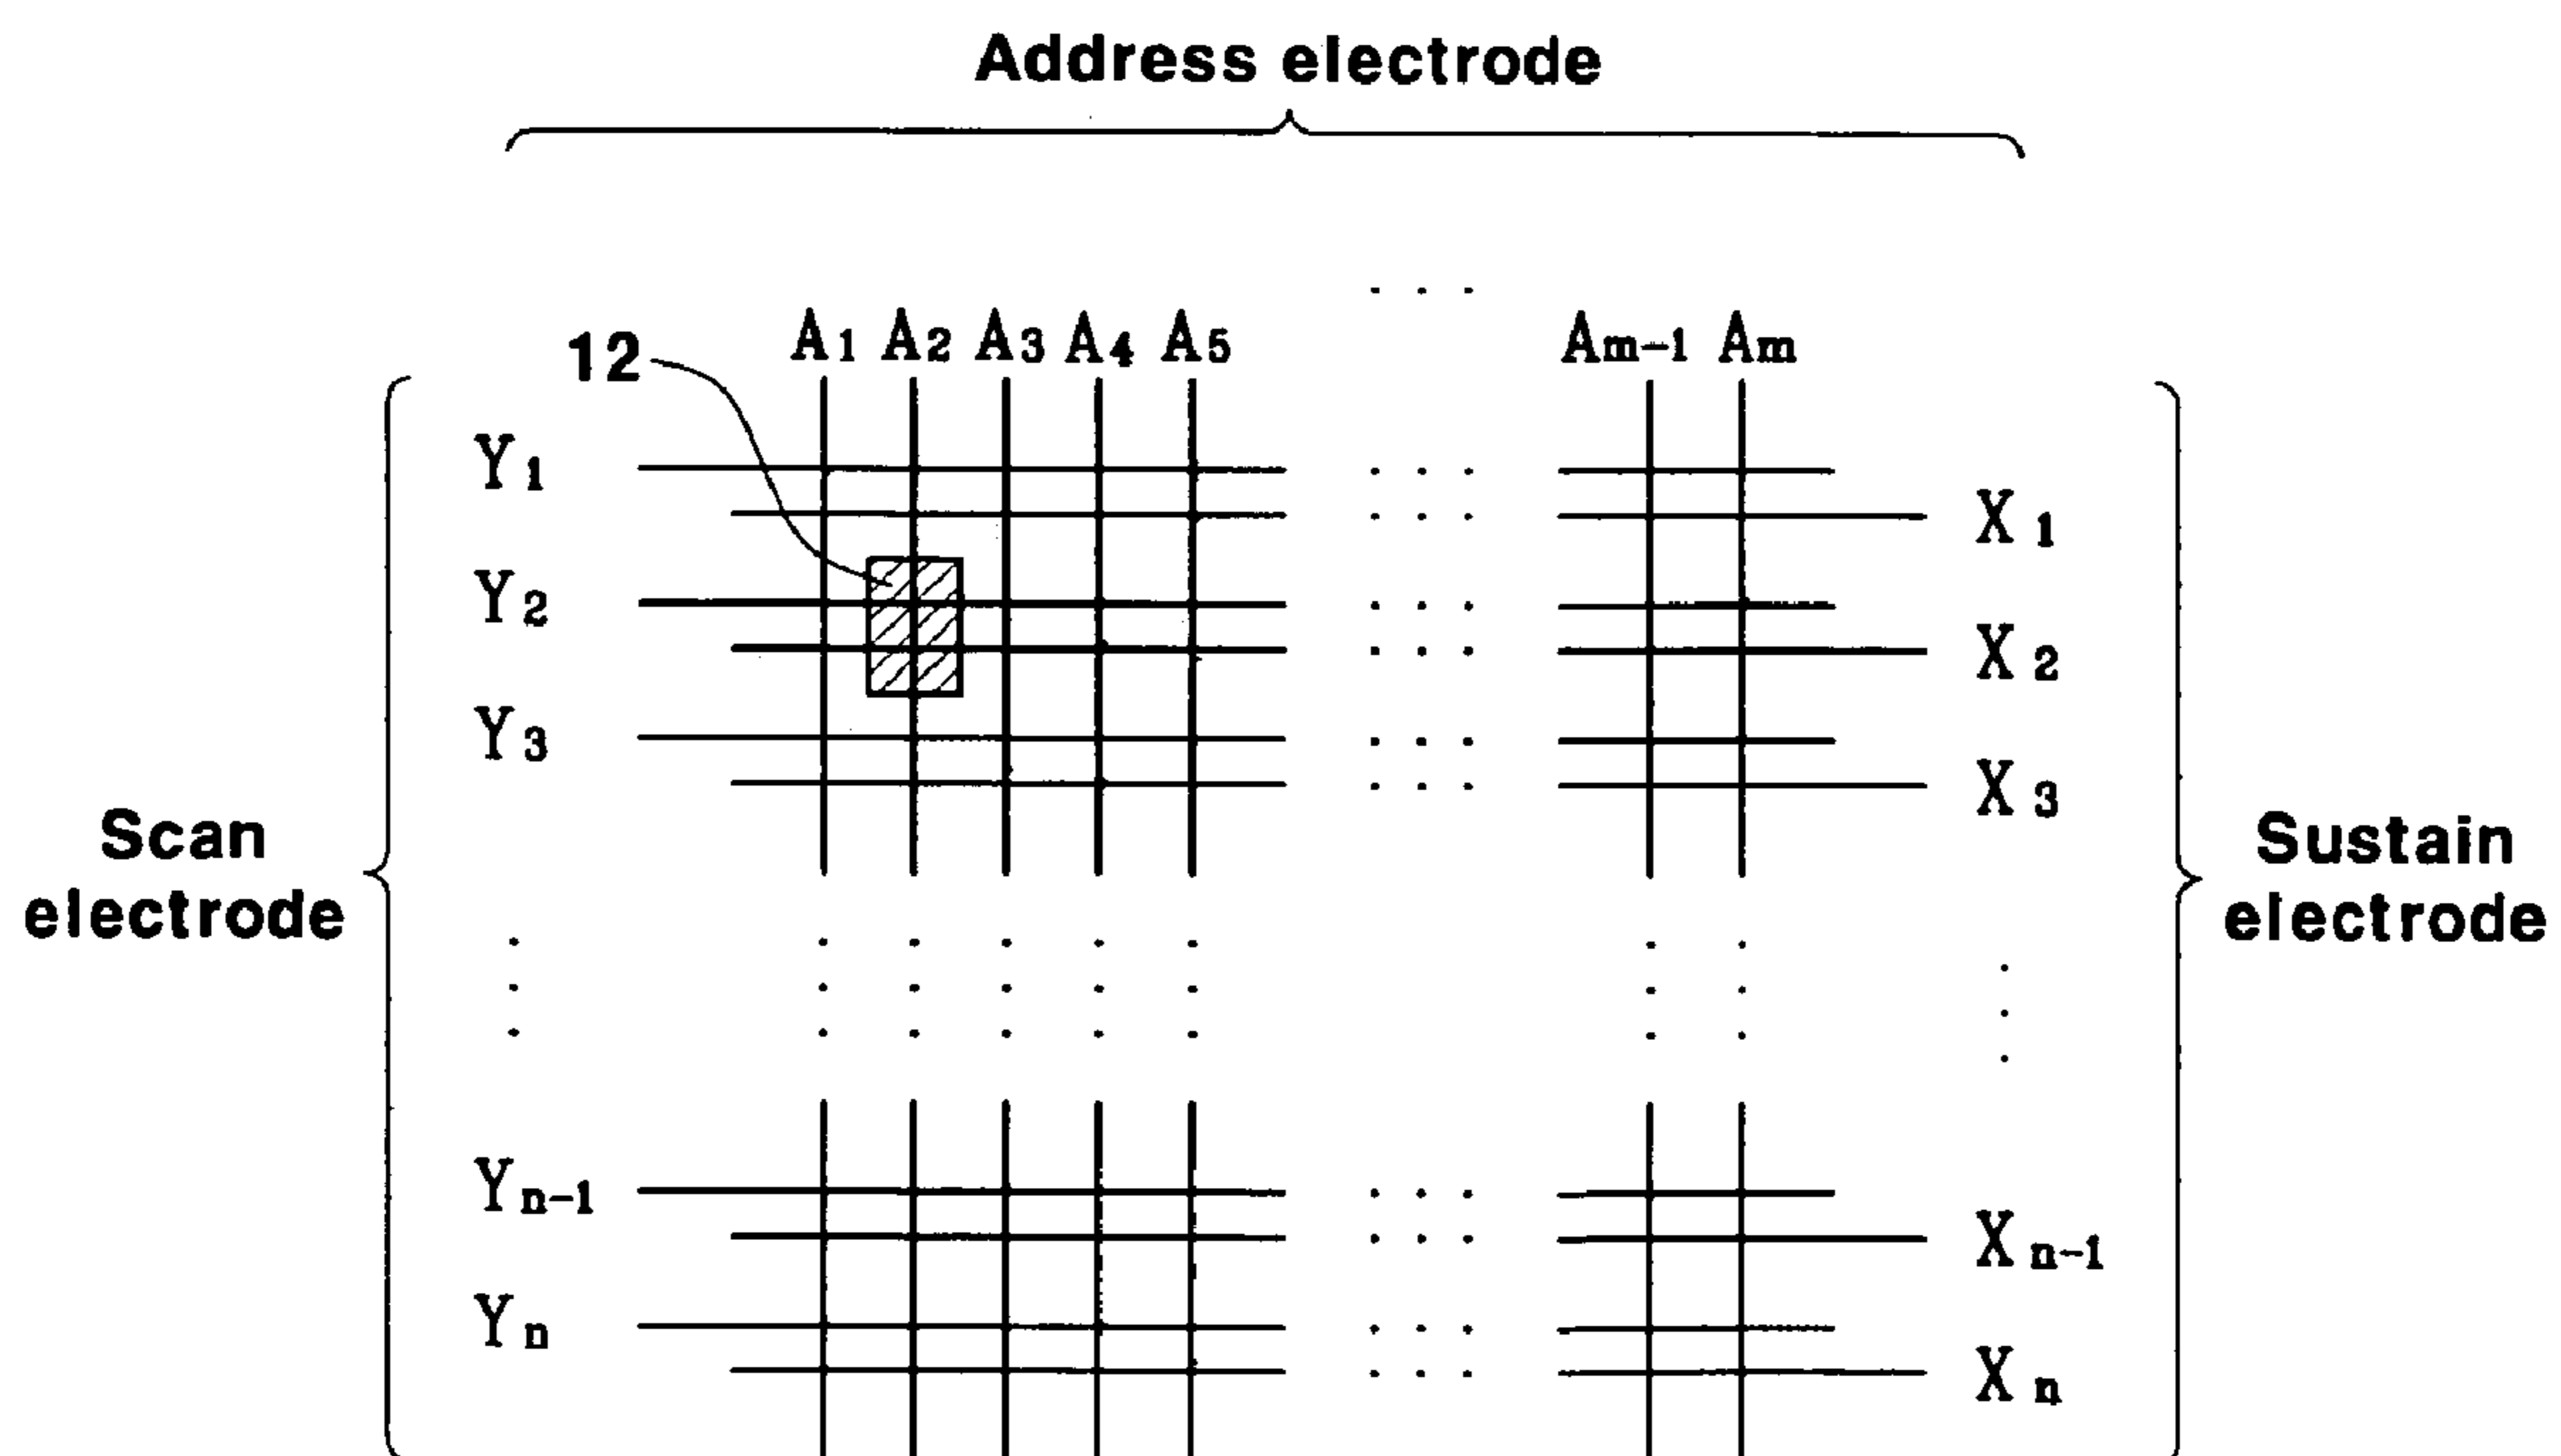 Address electrode
. . .
A1 A2 A3 A4 A5 Am-1 Am
12
Y1
X1
Y2
X2
Y3
X3
Scan
electrode
Sustain
electrode
Yn-1
Xn-1
Yn
Xn